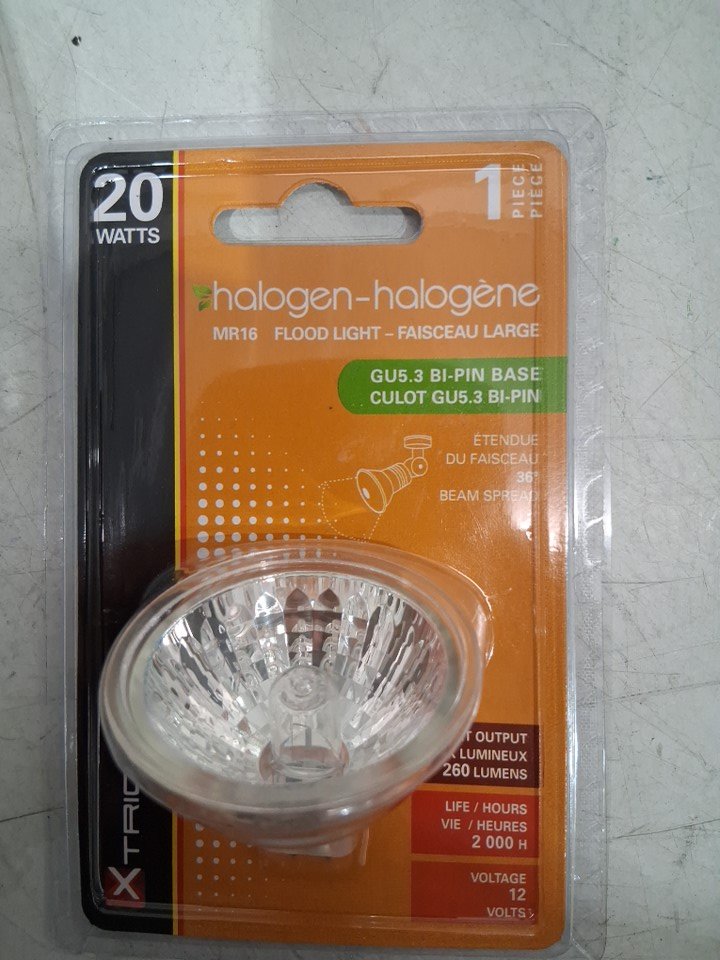 20
WATTS
1
PIECE
PIÈCE
halogen-halogène
MR16 FLOOD LIGHT – FAISCEAU LARGE
GU5.3 BI-PIN BASE
CULOT GU5.3 BI-PIN
ÉTENDUE
DU FAISCEAU
36°
BEAM SPREAD
OUTPUT
LUMINEUX
260 LUMENS
LIFE / HOURS
VIE / HEURES
2 000 H
VOLTAGE
12
VOLTS
XTRIC